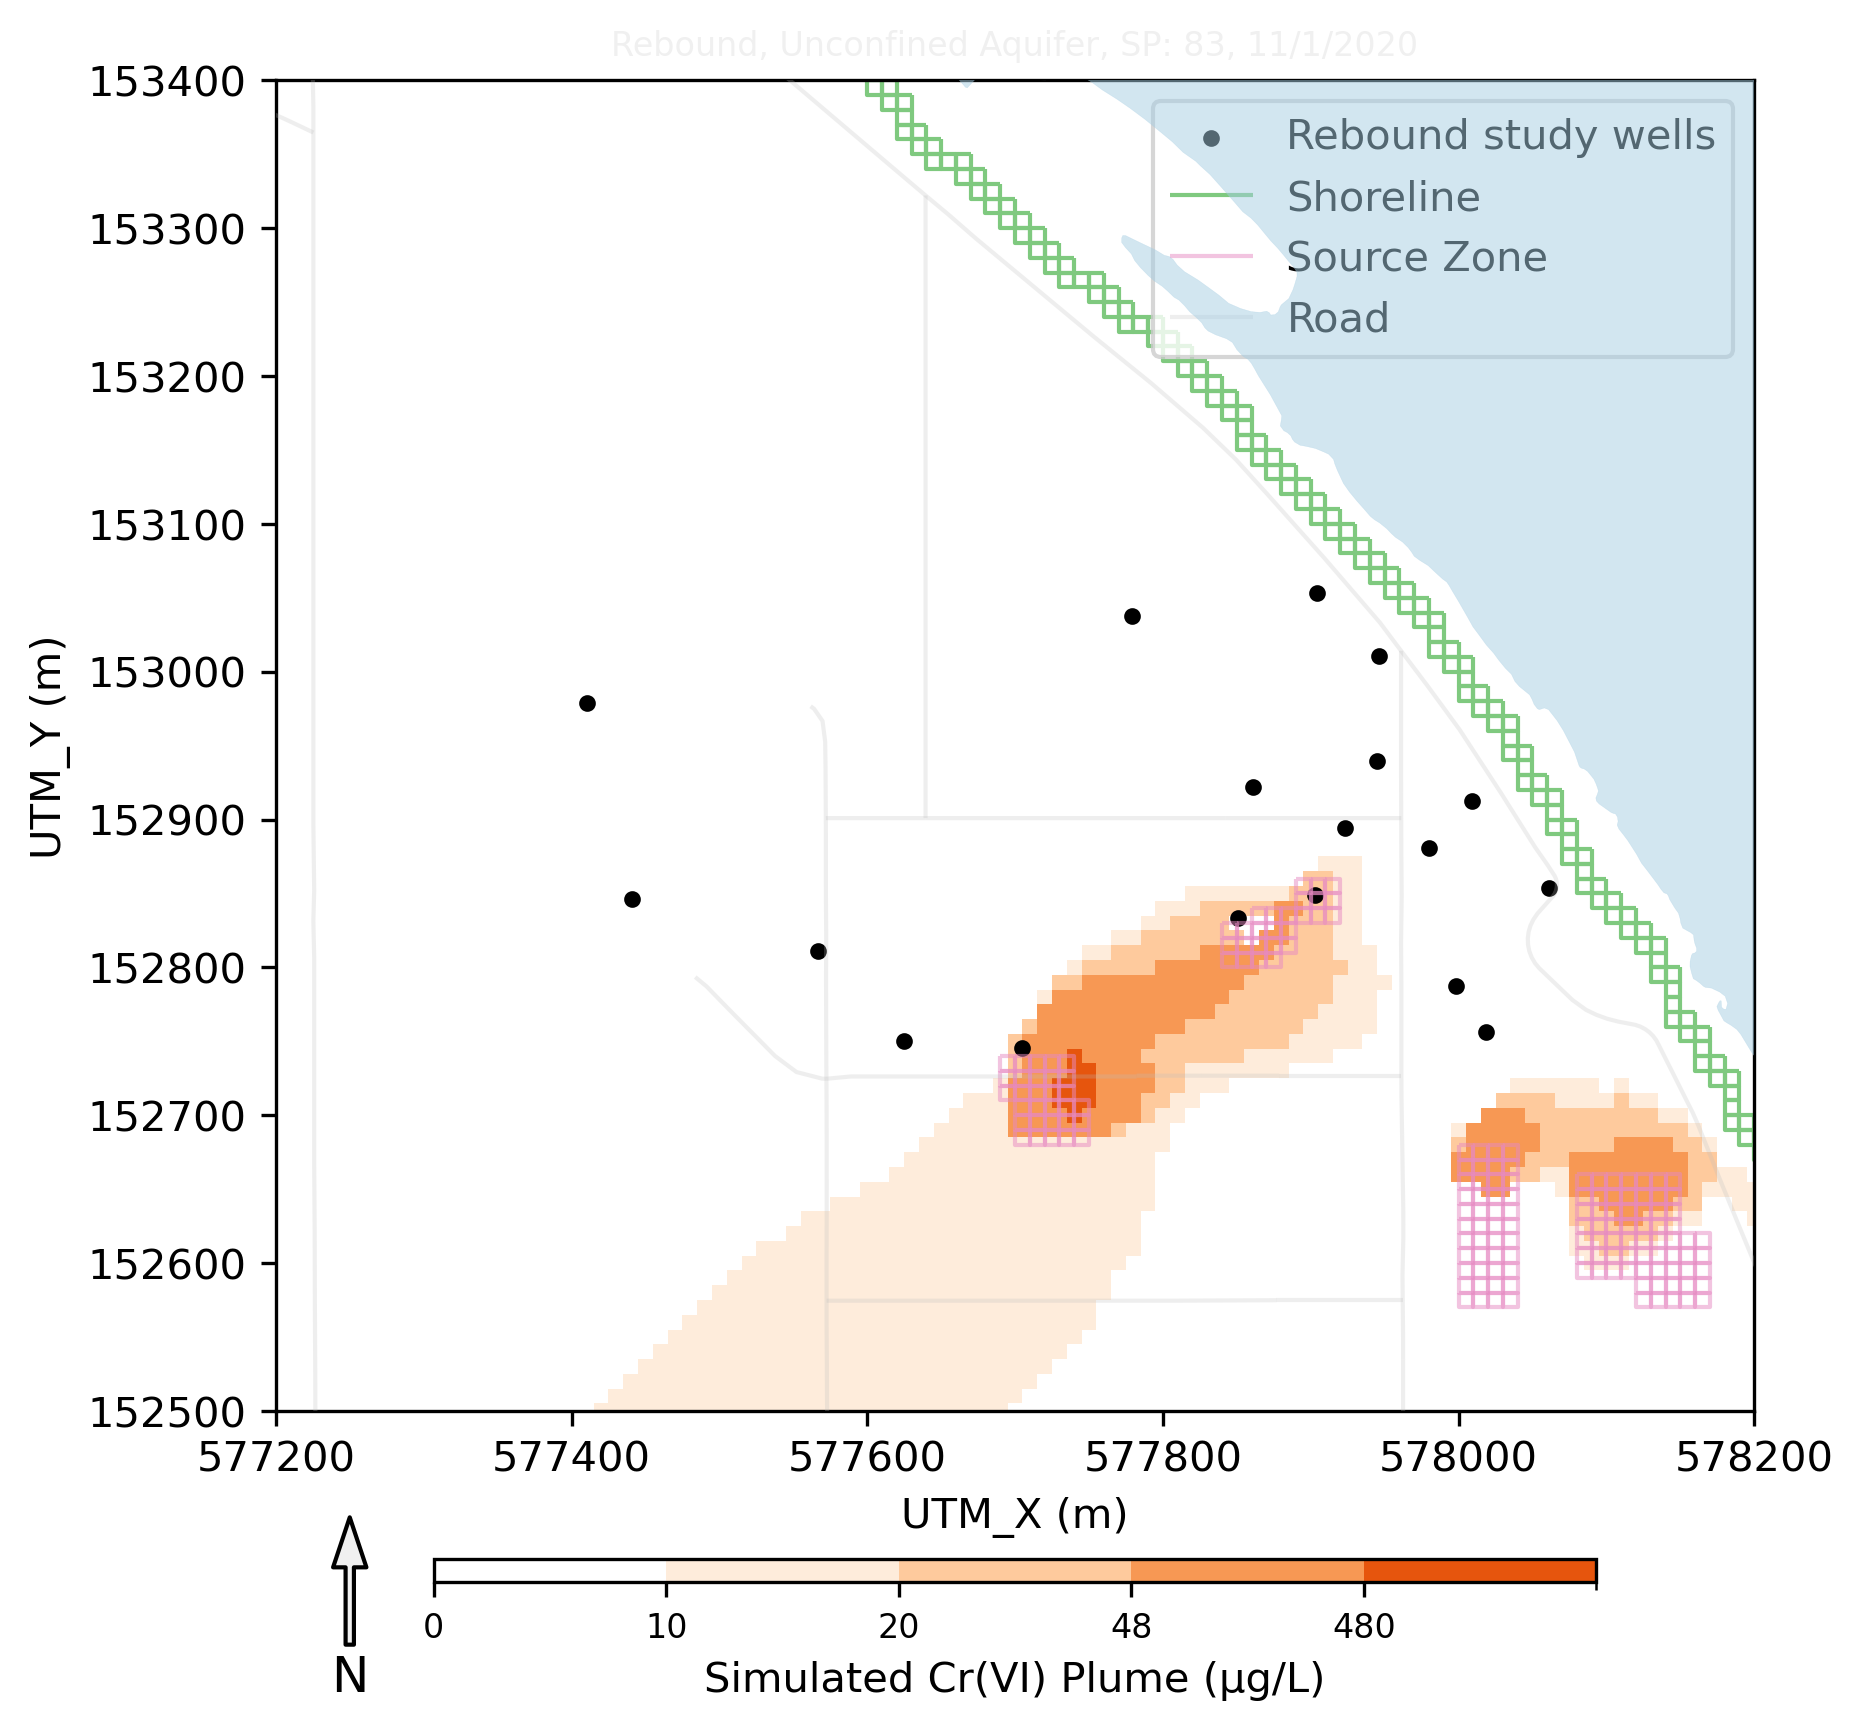 Rebound, Unconfined Aquifer, SP: 83, 11/1/2020
153400
153300
153200
153100
153000
152900
152800
152700
152600
152500
UTM_Y (m)
Rebound study wells
Shoreline
Source Zone
Road
577200 577400 577600 577800 578000 578200
UTM_X (m)
N
0 10 20 48 480
Simulated Cr(VI) Plume (µg/L)